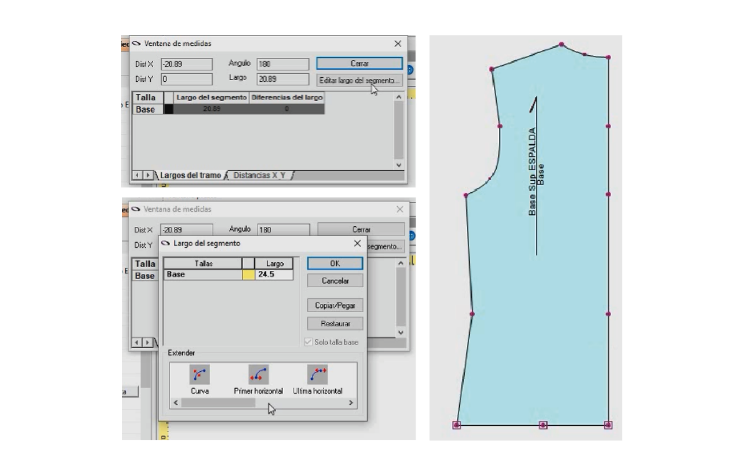 Ventana de medidas
Dist X -20.89 Angulo 180 Cerrar
Dist Y 0 Largo 20.89 Editar largo del segmento...
Talla Largo del segmento Diferencias del largo
Base 20.89 0
Largos del tramo Distancias X Y
Ventana de medidas
Dist X -20.89 Angulo 180 Cerrar
Dist Y segmento...
Talla
Base
Largo del segmento
Tallas Largo
Base 24.5
OK
Cancelar
Copiar/Pegar
Restaurar
Solo talla base
Extender
Curva Primer horizontal Ultima horizontal
Base Sup ESPALDA
Base